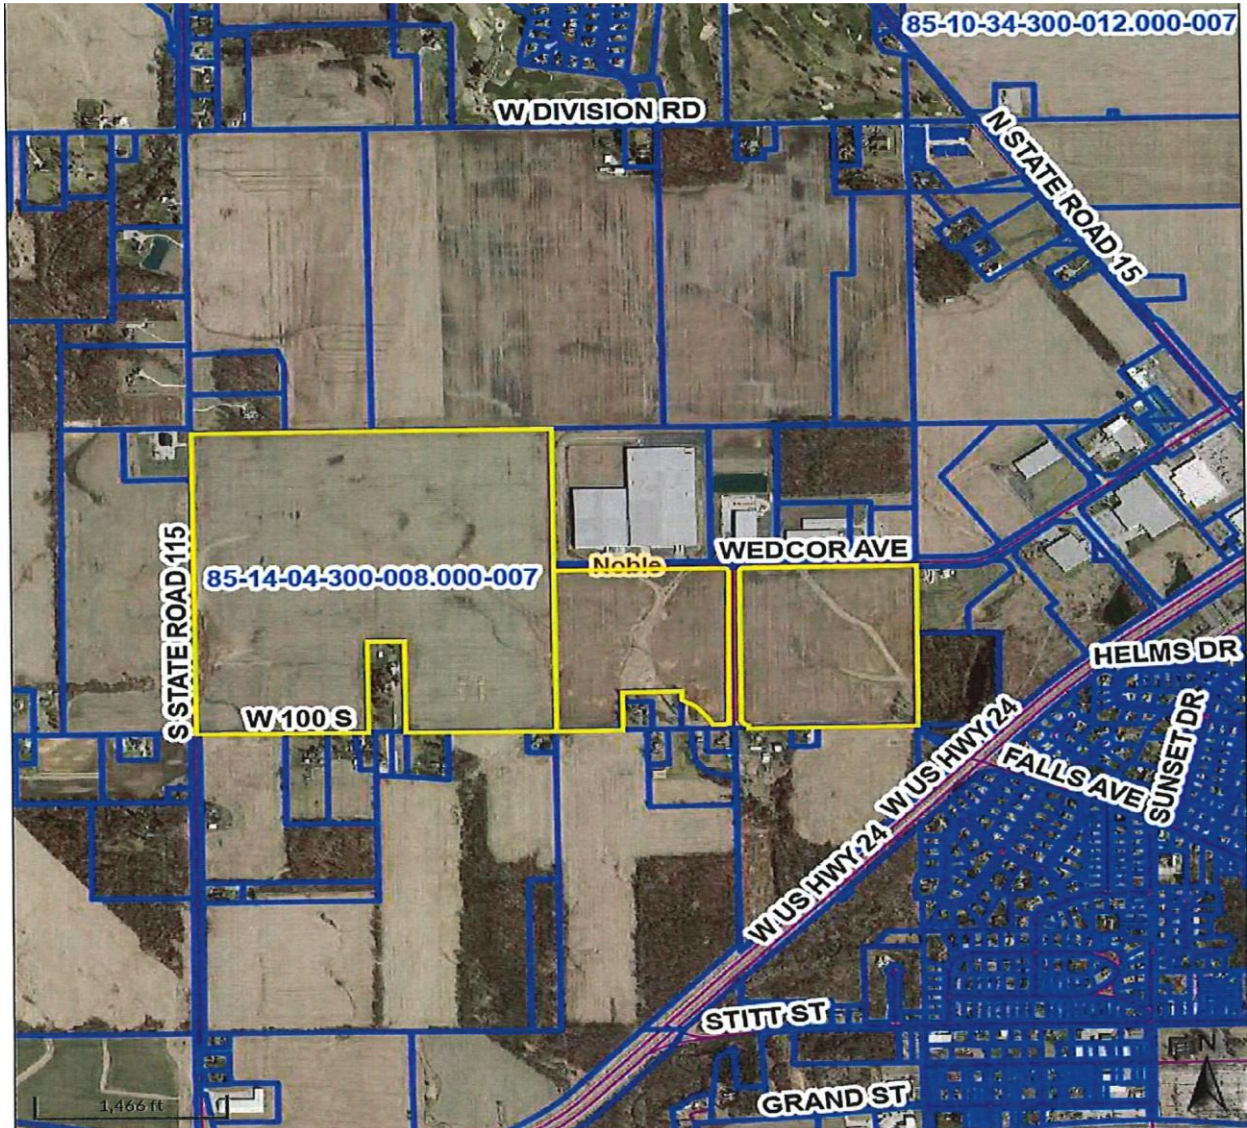 85-10-34-300-012.000-007
W DIVISION RD
N STATE ROAD 15
S STATE ROAD 115
WEDCOR AVE
Noble
85-14-04-300-008.000-007
HELMS DR
W 100 S
SUNSET DR
W US HWY 24
FALLS AVE
W US HWY 24
STITT ST
N
1,466 ft
GRAND ST